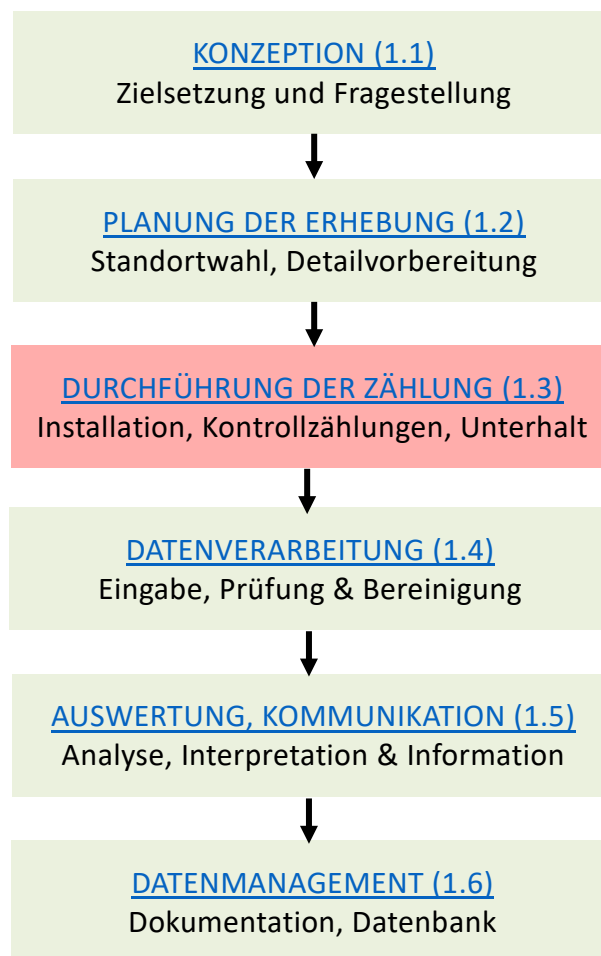 KONZEPTION (1.1)
Zielsetzung und Fragestellung
PLANUNG DER ERHEBUNG (1.2)
Standortwahl, Detailvorbereitung
DURCHFÜHRUNG DER ZÄHLUNG (1.3)
Installation, Kontrollzählungen, Unterhalt
DATENVERARBEITUNG (1.4)
Eingabe, Prüfung & Bereinigung
AUSWERTUNG, KOMMUNIKATION (1.5)
Analyse, Interpretation & Information
DATENMANAGEMENT (1.6)
Dokumentation, Datenbank